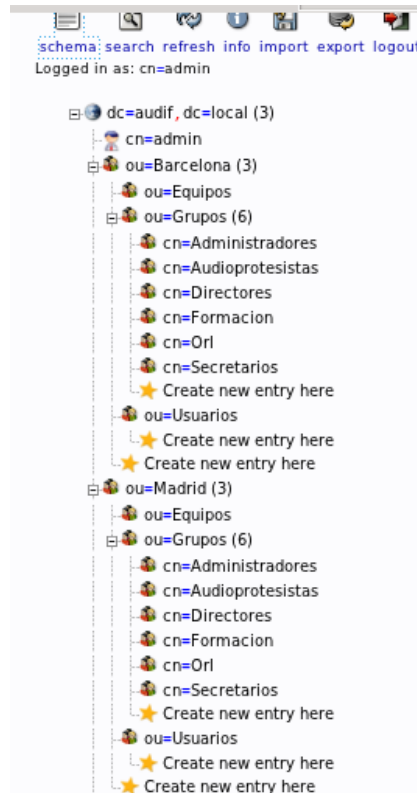 schema search refresh info import export logout
Logged in as: cn=admin
dc=audif,dc=local (3)
cn=admin
ou=Barcelona (3)
ou=Equipos
ou=Grupos (6)
cn=Administradores
cn=Audioprotesistas
cn=Directores
cn=Formacion
cn=Orl
cn=Secretarios
Create new entry here
ou=Usuarios
Create new entry here
Create new entry here
ou=Madrid (3)
ou=Equipos
ou=Grupos (6)
cn=Administradores
cn=Audioprotesistas
cn=Directores
cn=Formacion
cn=Orl
cn=Secretarios
Create new entry here
ou=Usuarios
Create new entry here
Create new entry here